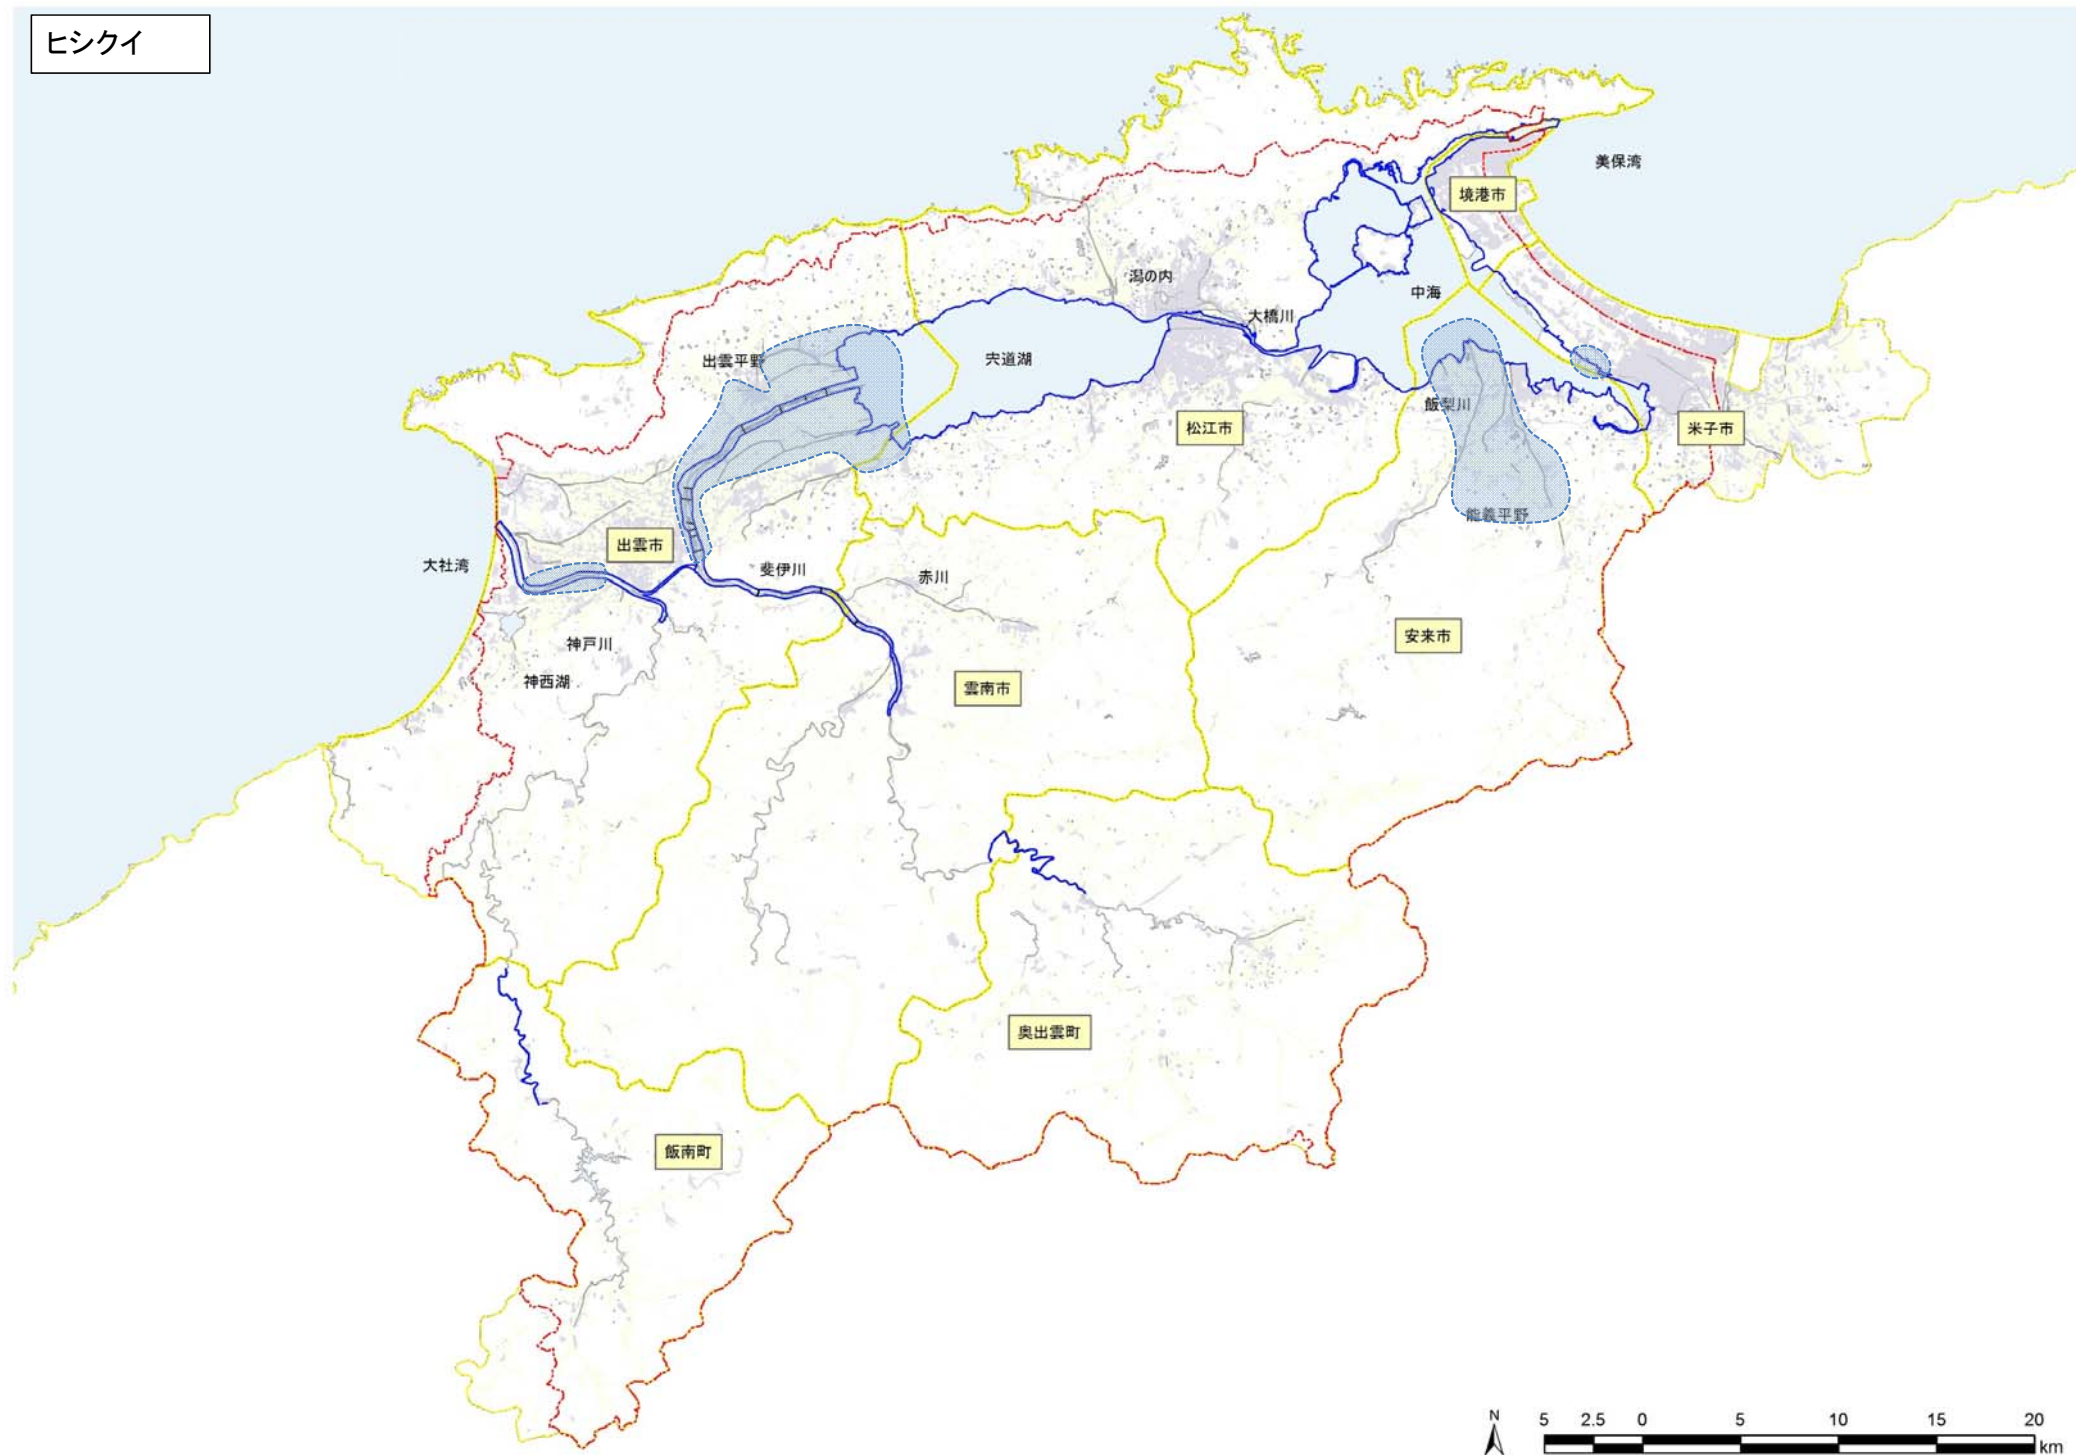 ヒシクイ
美保湾
境港市
潟の内
中海
大橋川
宍道湖
出雲平野
飯梨川
松江市
米子市
能義平野
出雲市
大社湾
斐伊川
赤川
安来市
神戸川
神西湖
雲南市
奥出雲町
飯南町
N
5 2.5 0 5 10 15 20
km